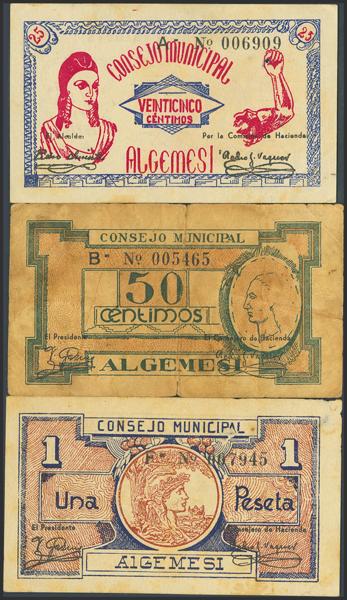 25 25
A Nº 006909
CONSEJO MUNICIPAL
VEINTICINCO
CÉNTIMOS
El Alcalde: Por la Comisión de Hacienda:
ALGEMESI
CONSEJO MUNICIPAL
B- Nº 005465
50
CÉNTIMOS
El Presidente El Consejero de Hacienda
ALGEMESI
CONSEJO MUNICIPAL
1 1
Nº 007945
Una Peseta
El Presidente Consejero de Hacienda
ALGEMESI